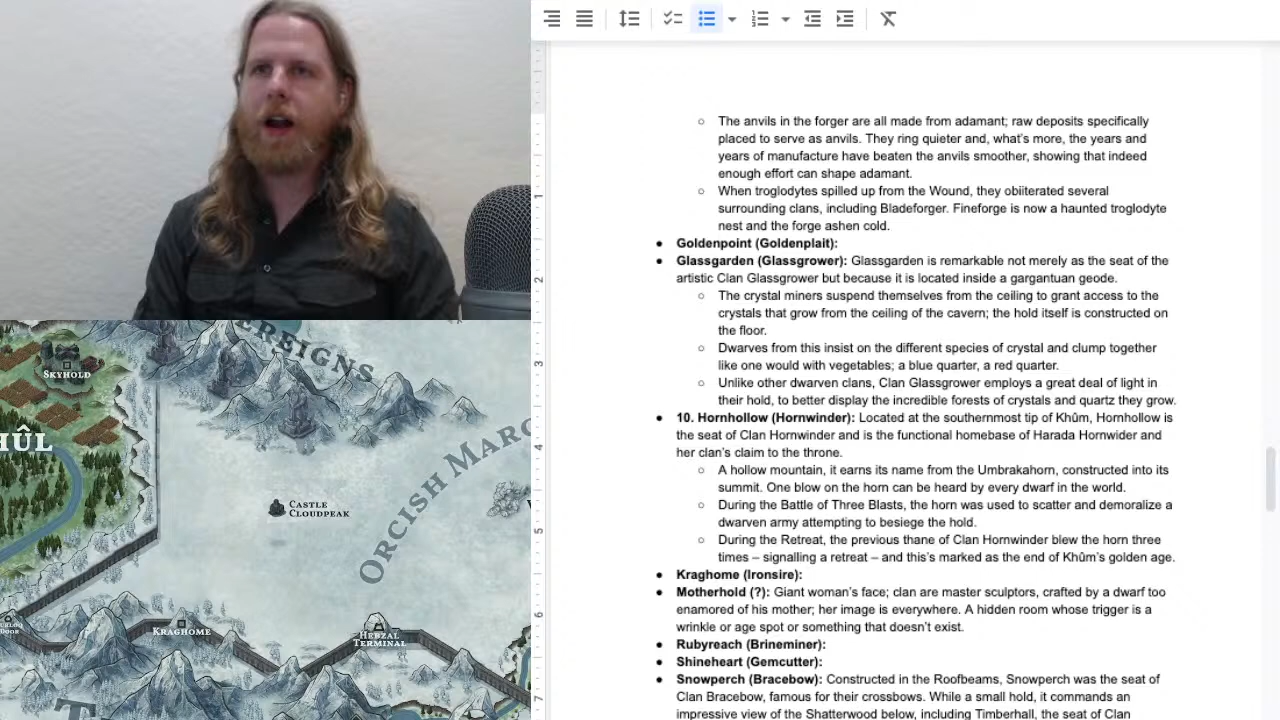 The anvils in the forger are all made from adamant; raw deposits specifically
placed to serve as anvils. They ring quieter and, what's more, the years and
years of manufacture have beaten the anvils smoother, showing that indeed
enough effort can shape adamant.
When troglodytes spilled up from the Wound, they obliterated several
surrounding clans, including Bladeforger. Fineforge is now a haunted troglodyte
nest and the forge ashen cold.
Goldenpoint (Goldenplait):
Glassgarden (Glassgrower): Glassgarden is remarkable not merely as the seat of the
artistic Clan Glassgrower but because it is located inside a gargantuan geode.
The crystal miners suspend themselves from the ceiling to grant access to the
crystals that grow from the ceiling of the cavern; the hold itself is constructed on
the floor.
Dwarves from this insist on the different species of crystal and clump together
like one would with vegetables; a blue quarter, a red quarter.
Unlike other dwarven clans, Clan Glassgrower employs a great deal of light in
their hold, to better display the incredible forests of crystals and quartz they grow.
10. Hornhollow (Hornwinder): Located at the southernmost tip of Khûm, Hornhollow is
the seat of Clan Hornwinder and is the functional homebase of Harada Hornwider and
her clan's claim to the throne.
A hollow mountain, it earns its name from the Umbrakahorn, constructed into its
summit. One blow on the horn can be heard by every dwarf in the world.
During the Battle of Three Blasts, the horn was used to scatter and demoralize a
dwarven army attempting to besiege the hold.
During the Retreat, the previous thane of Clan Hornwinder blew the horn three
times – signalling a retreat – and this's marked as the end of Khûm's golden age.
Kraghome (Ironsire):
Motherhold (?): Giant woman's face; clan are master sculptors, crafted by a dwarf too
enamored of his mother; her image is everywhere. A hidden room whose trigger is a
wrinkle or age spot or something that doesn't exist.
Rubyreach (Brineminer):
Shineheart (Gemcutter):
Snowperch (Bracebow): Constructed in the Roofbeams, Snowperch was the seat of
Clan Bracebow, famous for their crossbows. While a small hold, it commands an
impressive view of the Shatterwood below, including Timberhall, the seat of Clan
1
2
3
4
5
6
7
EREIGNS
SKYHOLD
HÛL
CASTLE
CLOUDPEAK
ORCISH MARC
KRAGHOME
HEBZAL
TERMINAL